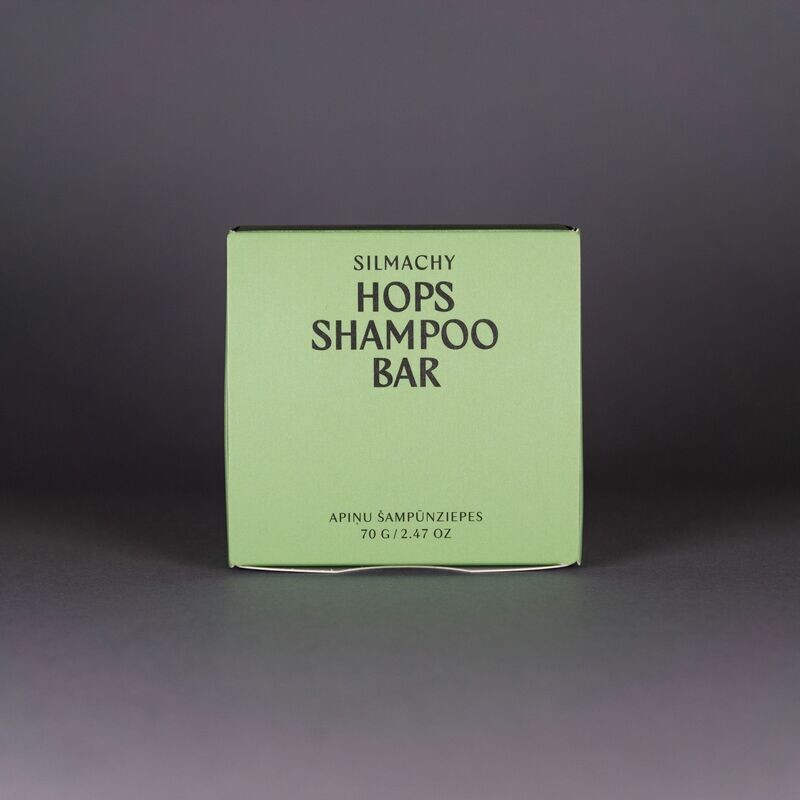 SILMACHY
HOPS
SHAMPOO
BAR
APIŅU ŠAMPŪNZIEPES
70 G/2.47 OZ